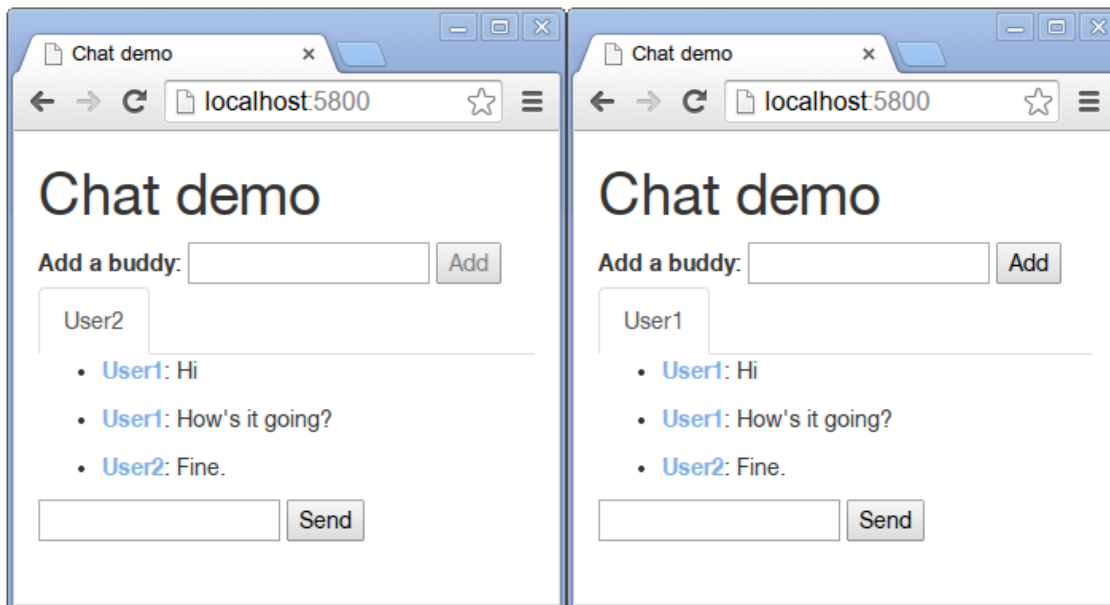 Chat demo
localhost:5800
Chat demo
Add a buddy: Add
User2
User1: Hi
User1: How's it going?
User2: Fine.
Send
Chat demo
localhost:5800
Chat demo
Add a buddy: Add
User1
User1: Hi
User1: How's it going?
User2: Fine.
Send